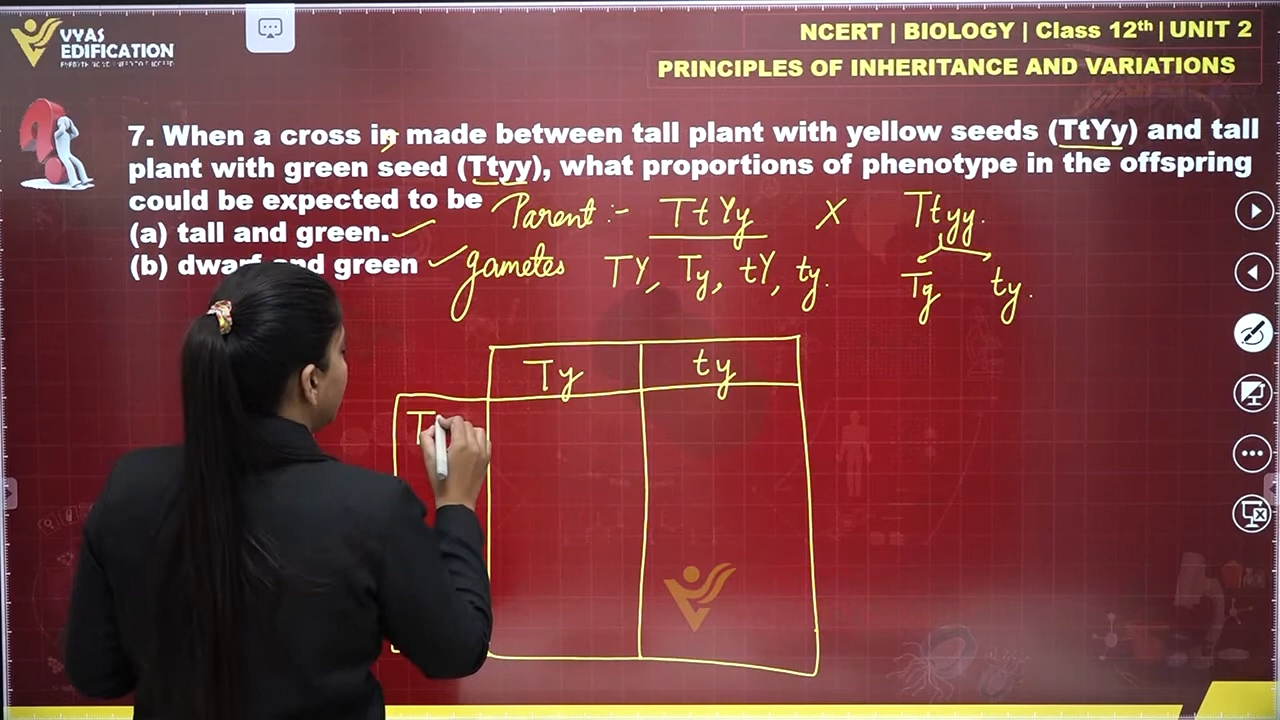 VYAS
EDIFICATION
NCERT | BIOLOGY | Class 12th | UNIT 2
PRINCIPLES OF INHERITANCE AND VARIATIONS
7. When a cross is made between tall plant with yellow seeds (TtYy) and tall
plant with green seed (Ttyy), what proportions of phenotype in the offspring
could be expected to be
Parent :- TtYy X Ttyy.
(a) tall and green.
(b) dwarf and green
gametes TY, Ty, tY, ty. Ty ty.
Ty ty
T